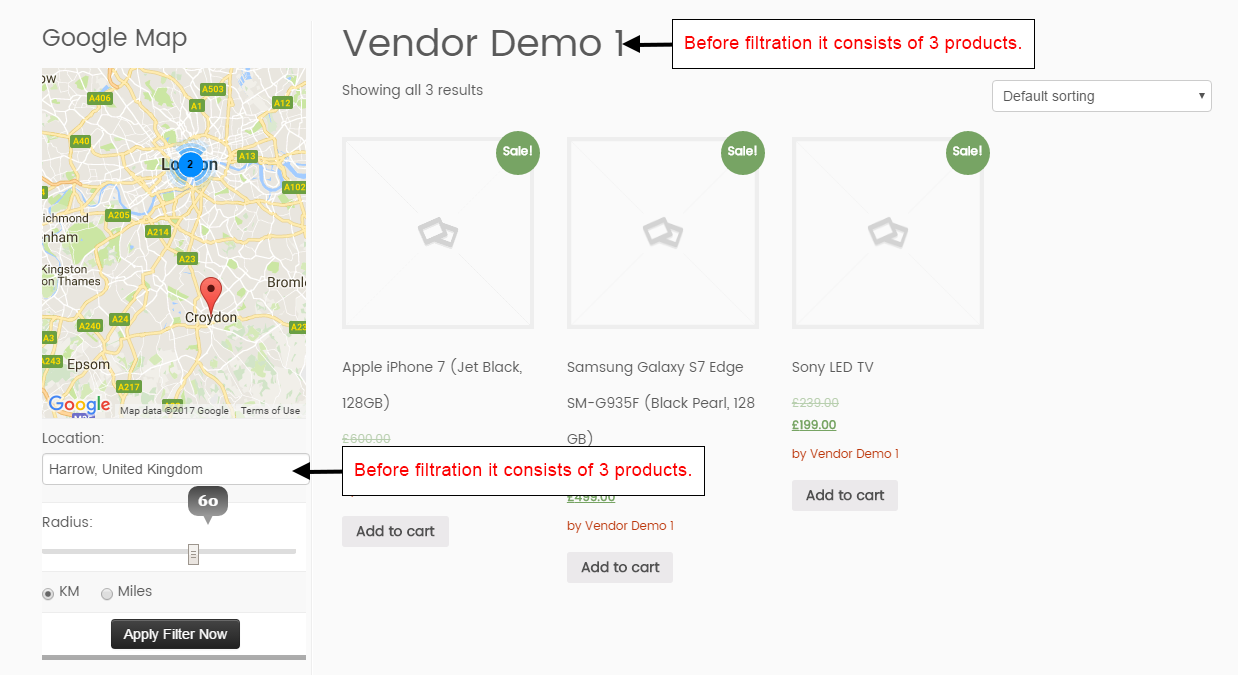 Google Map
ow
A503
A406
A1
A12
A40
A13
London
2
A102
A205
ichmond
A214
nham
A23
Kingston
on Thames
Bromle
Croydon
A24
A240
A23
A3
A243
Epsom
A217
Google
Map data ©2017 Google
Terms of Use
Location:
Harrow, United Kingdom
60
Radius:
KM
Miles
Apply Filter Now
Vendor Demo 1
Before filtration it consists of 3 products.
Showing all 3 results
Default sorting
Sale!
Apple iPhone 7 (Jet Black,
128GB)
£600.00
Before filtration it consists of 3 products.
Add to cart
Sale!
Samsung Galaxy S7 Edge
SM-G935F (Black Pearl, 128
GB)
£499.00
by Vendor Demo 1
Add to cart
Sale!
Sony LED TV
£239.00
£199.00
by Vendor Demo 1
Add to cart